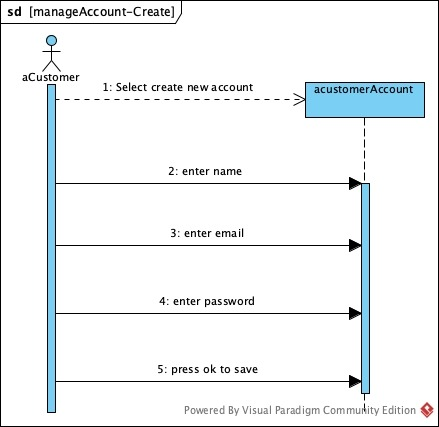 sd [manageAccount-Create]
aCustomer
1: Select create new account
acustomerAccount
2: enter name
3: enter email
4: enter password
5: press ok to save
Powered By Visual Paradigm Community Edition